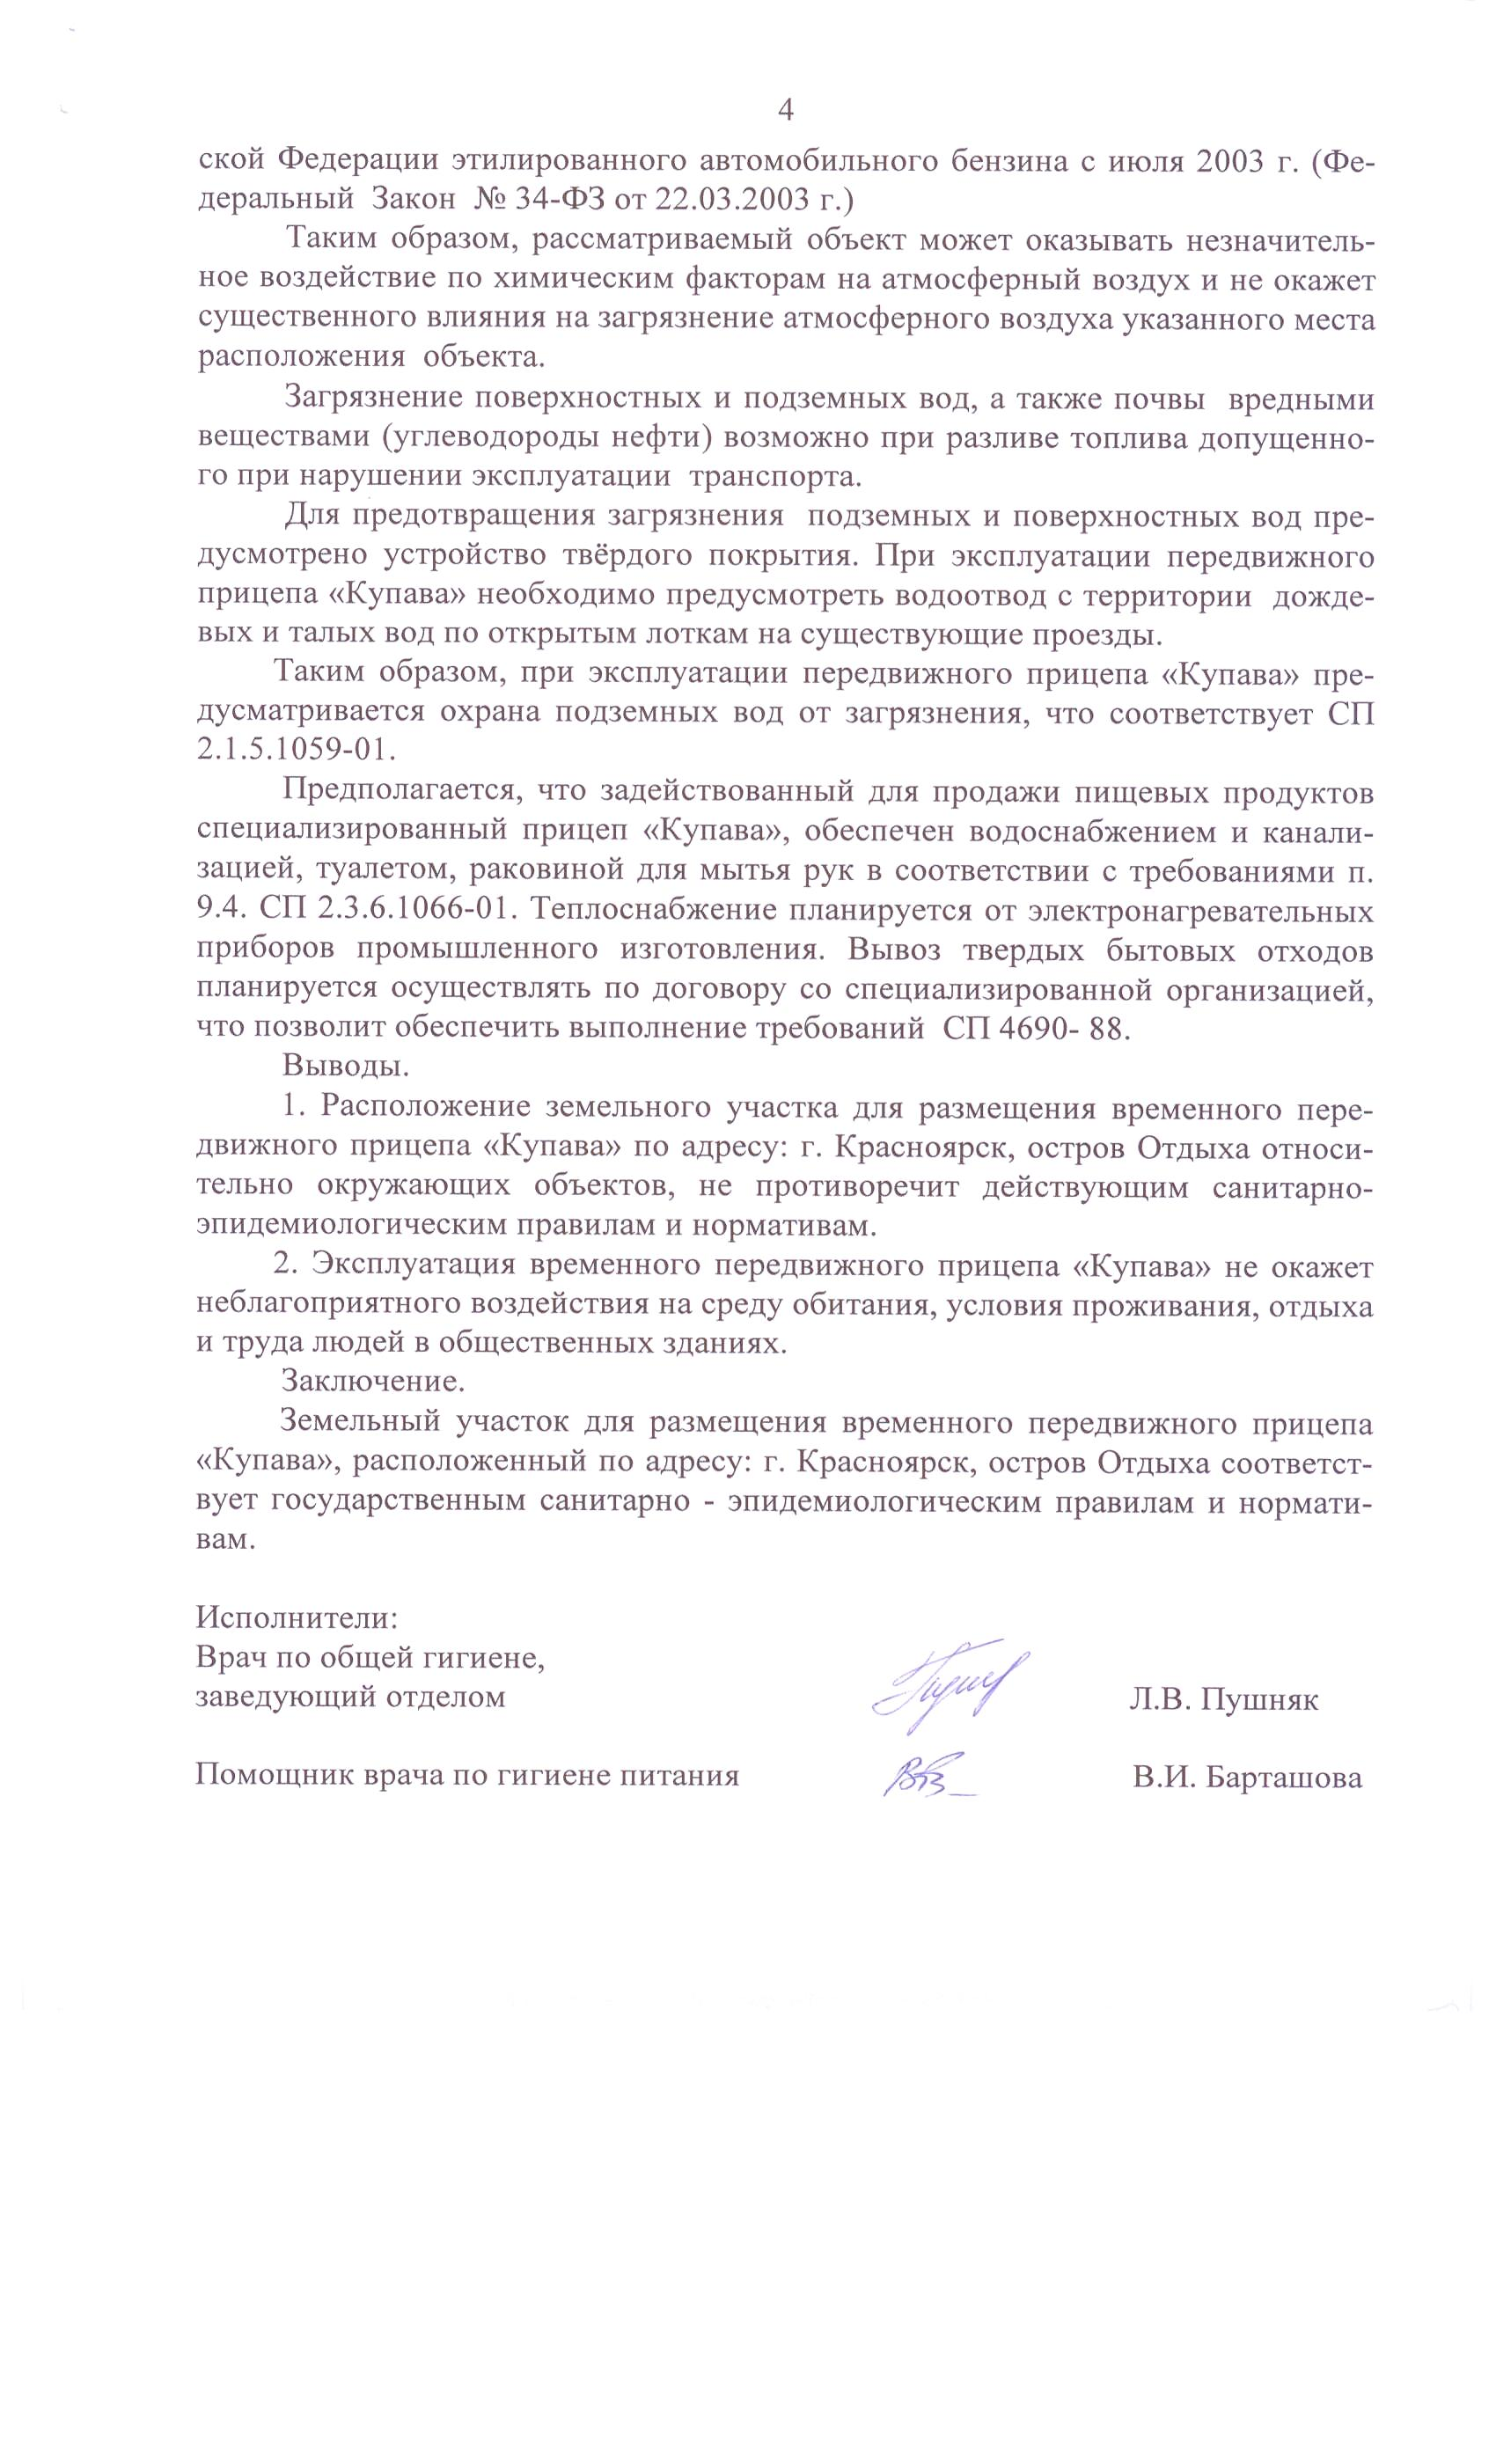 4
ской Федерации этилированного автомобильного бензина с июля 2003 г. (Фе-
деральный Закон № 34-ФЗ от 22.03.2003 г.)
Таким образом, рассматриваемый объект может оказывать незначитель-
ное воздействие по химическим факторам на атмосферный воздух и не окажет
существенного влияния на загрязнение атмосферного воздуха указанного места
расположения объекта.
Загрязнение поверхностных и подземных вод, а также почвы вредными
веществами (углеводороды нефти) возможно при разливе топлива допущенно-
го при нарушении эксплуатации транспорта.
Для предотвращения загрязнения подземных и поверхностных вод пре-
дусмотрено устройство твёрдого покрытия. При эксплуатации передвижного
прицепа «Купава» необходимо предусмотреть водоотвод с территории дожде-
вых и талых вод по открытым лоткам на существующие проезды.
Таким образом, при эксплуатации передвижного прицепа «Купава» пре-
дусматривается охрана подземных вод от загрязнения, что соответствует СП
2.1.5.1059-01.
Предполагается, что задействованный для продажи пищевых продуктов
специализированный прицеп «Купава», обеспечен водоснабжением и канали-
зацией, туалетом, раковиной для мытья рук в соответствии с требованиями п.
9.4. СП 2.3.6.1066-01. Теплоснабжение планируется от электронагревательных
приборов промышленного изготовления. Вывоз твердых бытовых отходов
планируется осуществлять по договору со специализированной организацией,
что позволит обеспечить выполнение требований СП 4690- 88.
Выводы.
1. Расположение земельного участка для размещения временного пере-
движного прицепа «Купава» по адресу: г. Красноярск, остров Отдыха относи-
тельно окружающих объектов, не противоречит действующим санитарно-
эпидемиологическим правилам и нормативам.
2. Эксплуатация временного передвижного прицепа «Купава» не окажет
неблагоприятного воздействия на среду обитания, условия проживания, отдыха
и труда людей в общественных зданиях.
Заключение.
Земельный участок для размещения временного передвижного прицепа
«Купава», расположенный по адресу: г. Красноярск, остров Отдыха соответст-
вует государственным санитарно - эпидемиологическим правилам и нормати-
вам.
Исполнители:
Врач по общей гигиене,
заведующий отделом Л.В. Пушняк
Помощник врача по гигиене питания В.И. Барташова